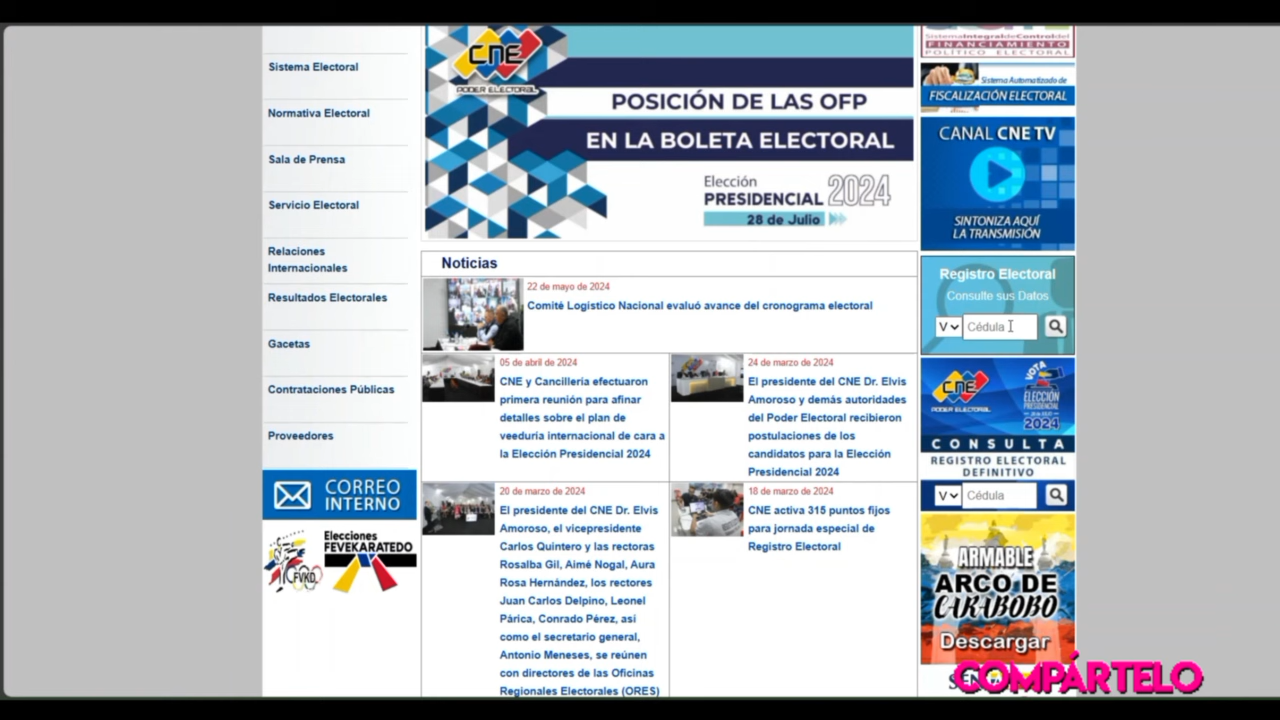 Sistema Electoral
Normativa Electoral
Sala de Prensa
Servicio Electoral
Relaciones
Internacionales
Resultados Electorales
Gacetas
Contrataciones Públicas
Proveedores
CORREO
INTERNO
Elecciones
FEVEKARATEDO
FVKD
CNE
PODER ELECTORAL
POSICIÓN DE LAS OFP
EN LA BOLETA ELECTORAL
Elección
PRESIDENCIAL 2024
28 de Julio
Noticias
22 de mayo de 2024
Comité Logístico Nacional evaluó avance del cronograma electoral
05 de abril de 2024
CNE y Cancillería efectuaron
primera reunión para afinar
detalles sobre el plan de
veeduría internacional de cara a
la Elección Presidencial 2024
24 de marzo de 2024
El presidente del CNE Dr. Elvis
Amoroso y demás autoridades
del Poder Electoral recibieron
postulaciones de los
candidatos para la Elección
Presidencial 2024
20 de marzo de 2024
El presidente del CNE Dr. Elvis
Amoroso, el vicepresidente
Carlos Quintero y las rectoras
Rosalba Gil, Aimé Nogal, Aura
Rosa Hernández, los rectores
Juan Carlos Delpino, Leonel
Párica, Conrado Pérez, así
como el secretario general,
Antonio Meneses, se reúnen
con directores de las Oficinas
Regionales Electorales (ORES)
18 de marzo de 2024
CNE activa 315 puntos fijos
para jornada especial de
Registro Electoral
Sistema Integral de Control del
FINANCIAMIENTO
POLÍTICO ELECTORAL
Sistema Automatizado de
FISCALIZACIÓN ELECTORAL
CANAL CNE TV
SINTONIZA AQUÍ
LA TRANSMISIÓN
Registro Electoral
Consulte sus Datos
V Cédula
CNE
PODER ELECTORAL
VOTA
ELECCIÓN
PRESIDENCIAL
2024
CONSULTA
REGISTRO ELECTORAL
DEFINITIVO
V Cédula
ARMABLE
ARCO DE
CARABOBO
Descargar
COMPÁRTELO